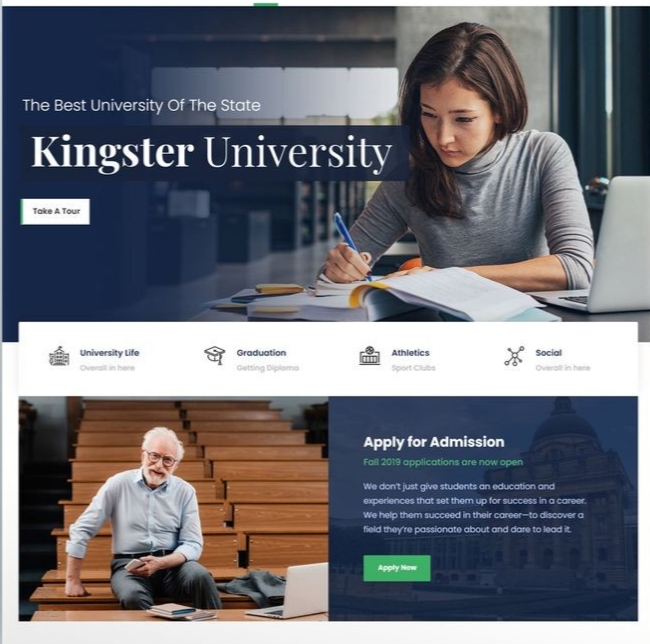 The Best University Of The State
Kingster University
Take A Tour
University Life
Overall in here
Graduation
Getting Diploma
Athletics
Sport Clubs
Social
Overall in here
Apply for Admission
Fall 2019 applications are now open
We don't just give students an education and
experiences that set them up for success in a career.
We help them succeed in their career—to discover a
field they're passionate about and dare to lead it.
Apply Now